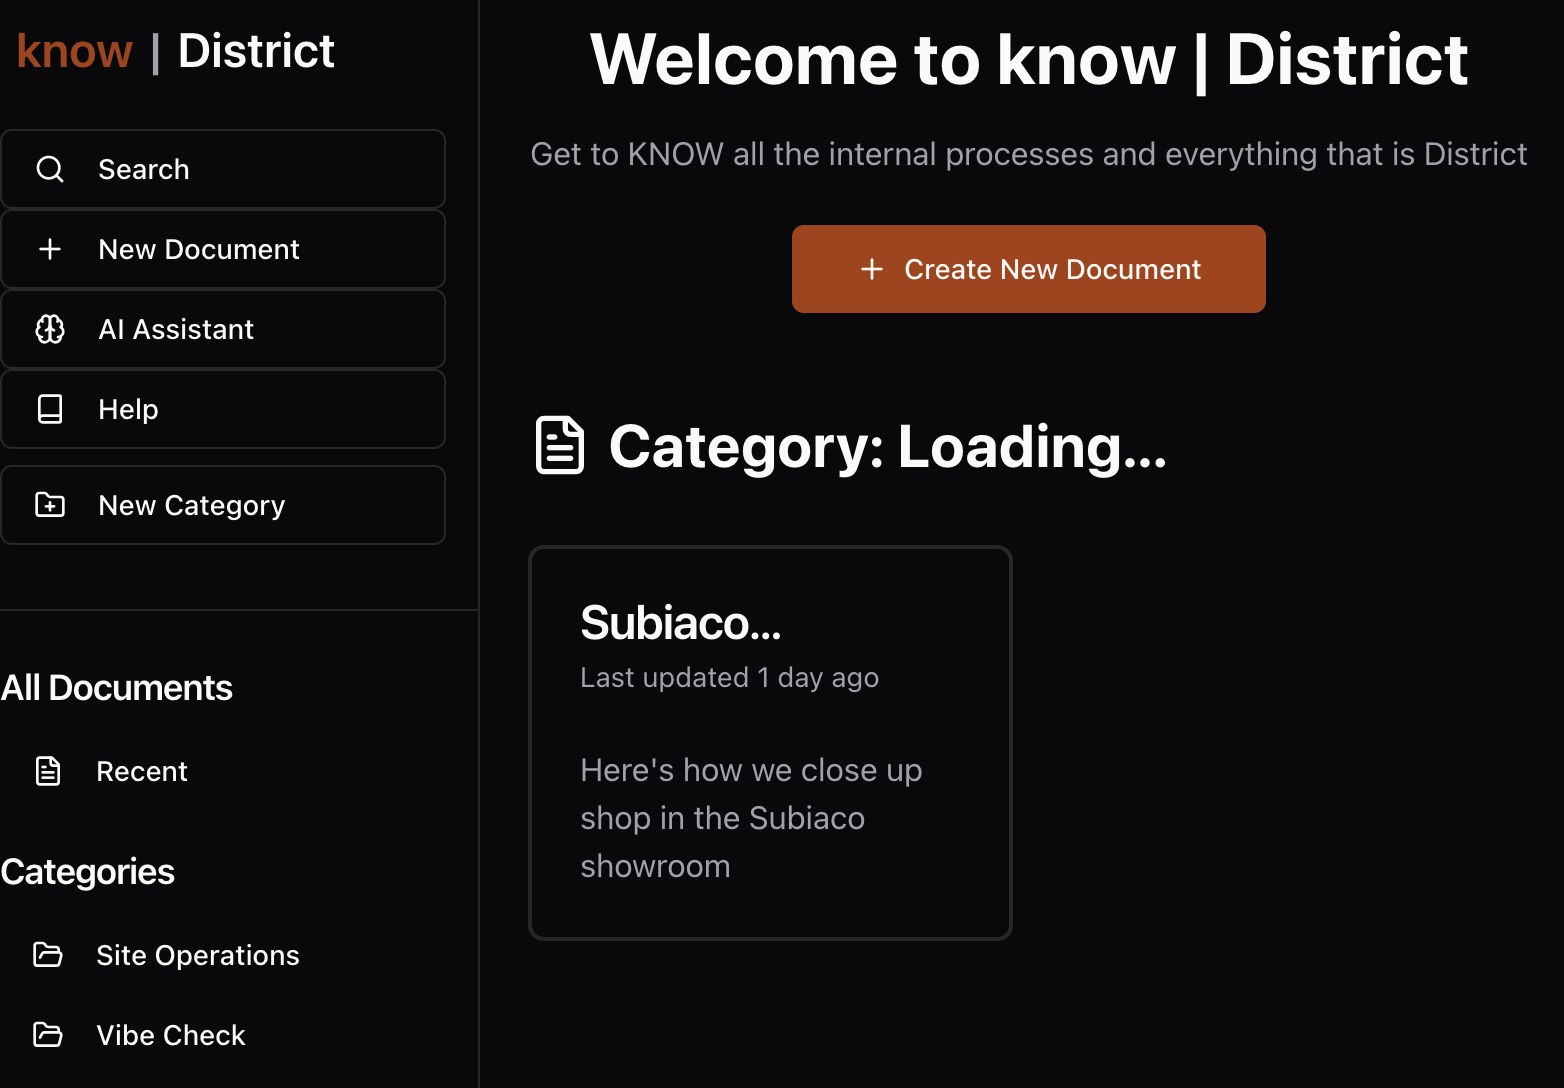 know | District
Search
New Document
AI Assistant
Help
New Category
All Documents
Recent
Categories
Site Operations
Vibe Check
Welcome to know | District
Get to KNOW all the internal processes and everything that is District
Create New Document
Category: Loading...
Subiaco...
Last updated 1 day ago
Here's how we close up
shop in the Subiaco
showroom